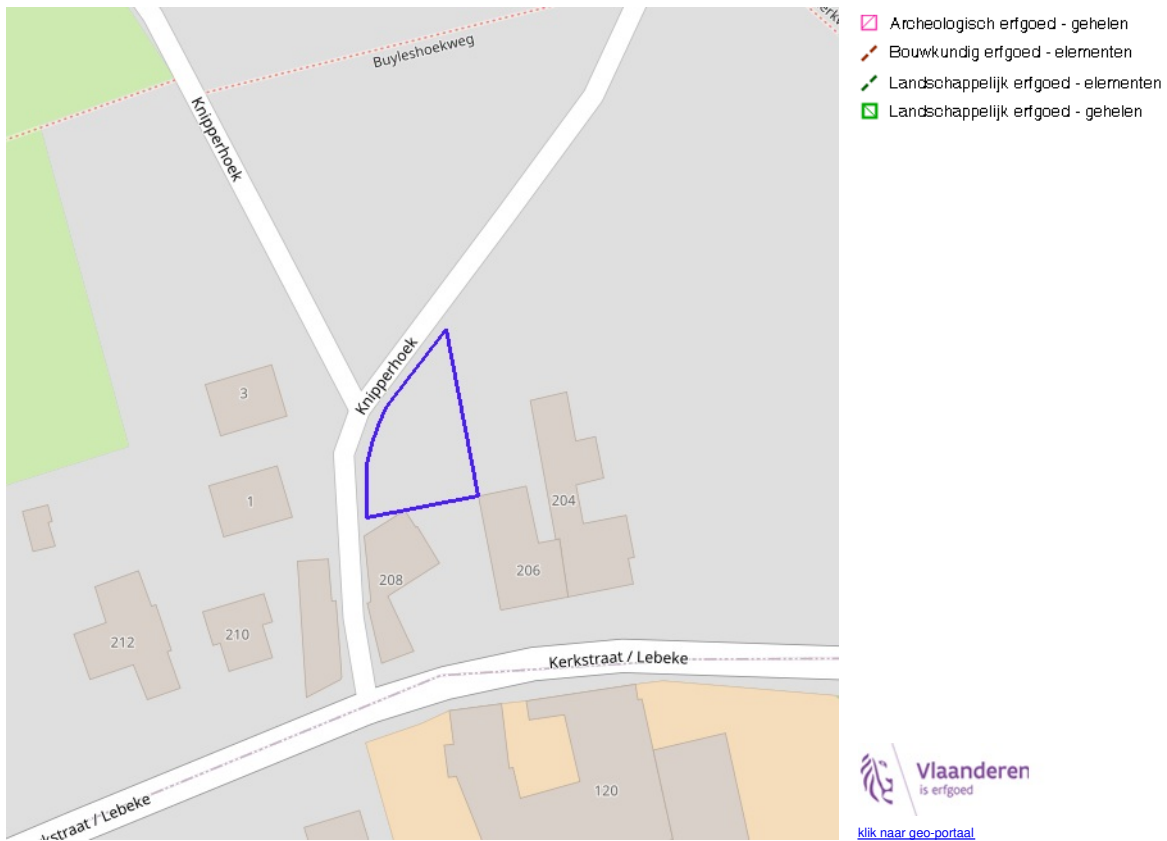 Buyleshoekweg
Knipperhoek
Knipperhoek
3
1
204
206
208
210
212
Kerkstraat / Lebeke
120
kstraat / Lebeke
Archeologisch erfgoed - gehelen
Bouwkundig erfgoed - elementen
Landschappelijk erfgoed - elementen
Landschappelijk erfgoed - gehelen
Vlaanderen
is erfgoed
klik naar geo-portaal